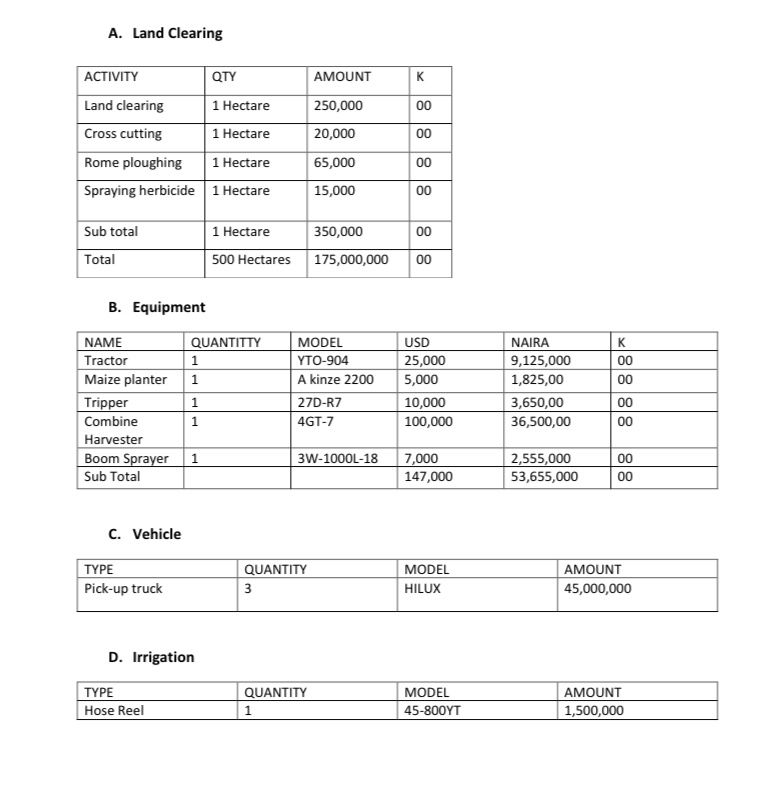 A. Land Clearing
ACTIVITY QTY AMOUNT K
Land clearing 1 Hectare 250,000 00
Cross cutting 1 Hectare 20,000 00
Rome ploughing 1 Hectare 65,000 00
Spraying herbicide 1 Hectare 15,000 00
Sub total 1 Hectare 350,000 00
Total 500 Hectares 175,000,000 00
B. Equipment
NAME QUANTITTY MODEL USD NAIRA K
Tractor 1 YTO-904 25,000 9,125,000 00
Maize planter 1 A kinze 2200 5,000 1,825,00 00
Tripper 1 27D-R7 10,000 3,650,00 00
Combine 1 4GT-7 100,000 36,500,00 00
Harvester
Boom Sprayer 1 3W-1000L-18 7,000 2,555,000 00
Sub Total 147,000 53,655,000 00
C. Vehicle
TYPE QUANTITY MODEL AMOUNT
Pick-up truck 3 HILUX 45,000,000
D. Irrigation
TYPE QUANTITY MODEL AMOUNT
Hose Reel 1 45-800YT 1,500,000